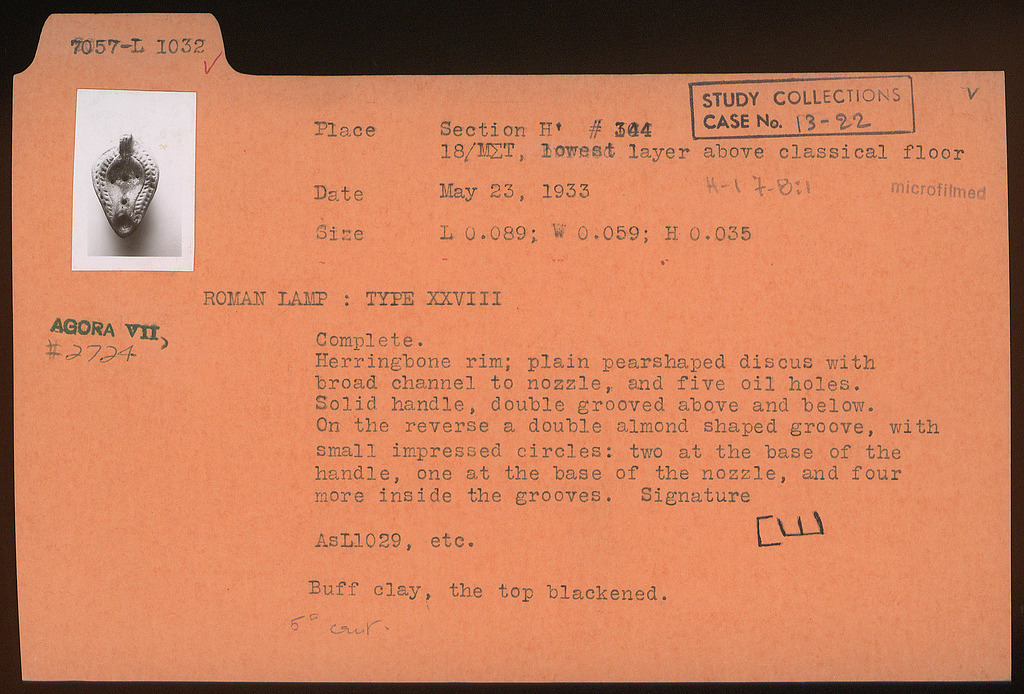 7057-L 1032
STUDY COLLECTIONS
CASE No. 13-22
v
Place Section H' # 344
18/ΜΣΤ, lowest layer above classical floor
Date May 23, 1933
H-17-8:1
microfilmed
Size L 0.089; W 0.059; H 0.035
ROMAN LAMP : TYPE XXVIII
AGORA VII,
#2724
Complete.
Herringbone rim; plain pearshaped discus with
broad channel to nozzle, and five oil holes.
Solid handle, double grooved above and below.
On the reverse a double almond shaped groove, with
small impressed circles: two at the base of the
handle, one at the base of the nozzle, and four
more inside the grooves. Signature
AsL1029, etc.
Buff clay, the top blackened.
5º cent.